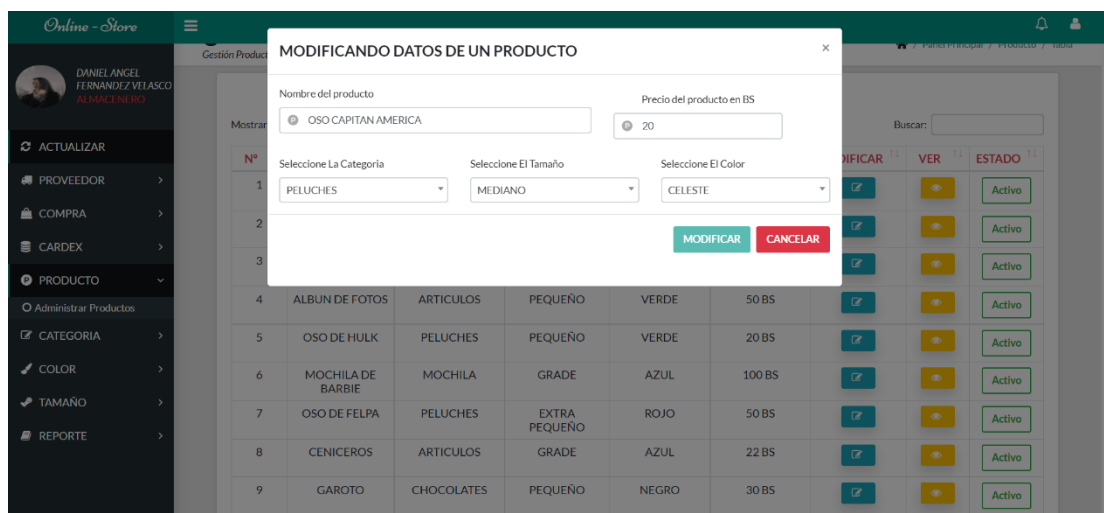 Online - Store
DANIEL ANGEL
FERNANDEZ VELASCO
ALMACENERO
ACTUALIZAR
PROVEEDOR
COMPRA
CARDEX
PRODUCTO
Administrar Productos
CATEGORIA
COLOR
TAMAÑO
REPORTE
Gestión Product
/ Panel Principal / Producto / Tabla
MODIFICANDO DATOS DE UN PRODUCTO ×
Nombre del producto Precio del producto en BS
OSO CAPITAN AMERICA 20
Seleccione La Categoria Seleccione El Tamaño Seleccione El Color
PELUCHES MEDIANO CELESTE
MODIFICAR CANCELAR
Mostrar Buscar:
N° DIFICAR VER ESTADO
1 Activo
2 Activo
3 Activo
4 ALBUN DE FOTOS ARTICULOS PEQUEÑO VERDE 50 BS Activo
5 OSO DE HULK PELUCHES PEQUEÑO VERDE 20 BS Activo
6 MOCHILA DE BARBIE MOCHILA GRADE AZUL 100 BS Activo
7 OSO DE FELPA PELUCHES EXTRA PEQUEÑO ROJO 50 BS Activo
8 CENICEROS ARTICULOS GRADE AZUL 22 BS Activo
9 GAROTO CHOCOLATES PEQUEÑO NEGRO 30 BS Activo